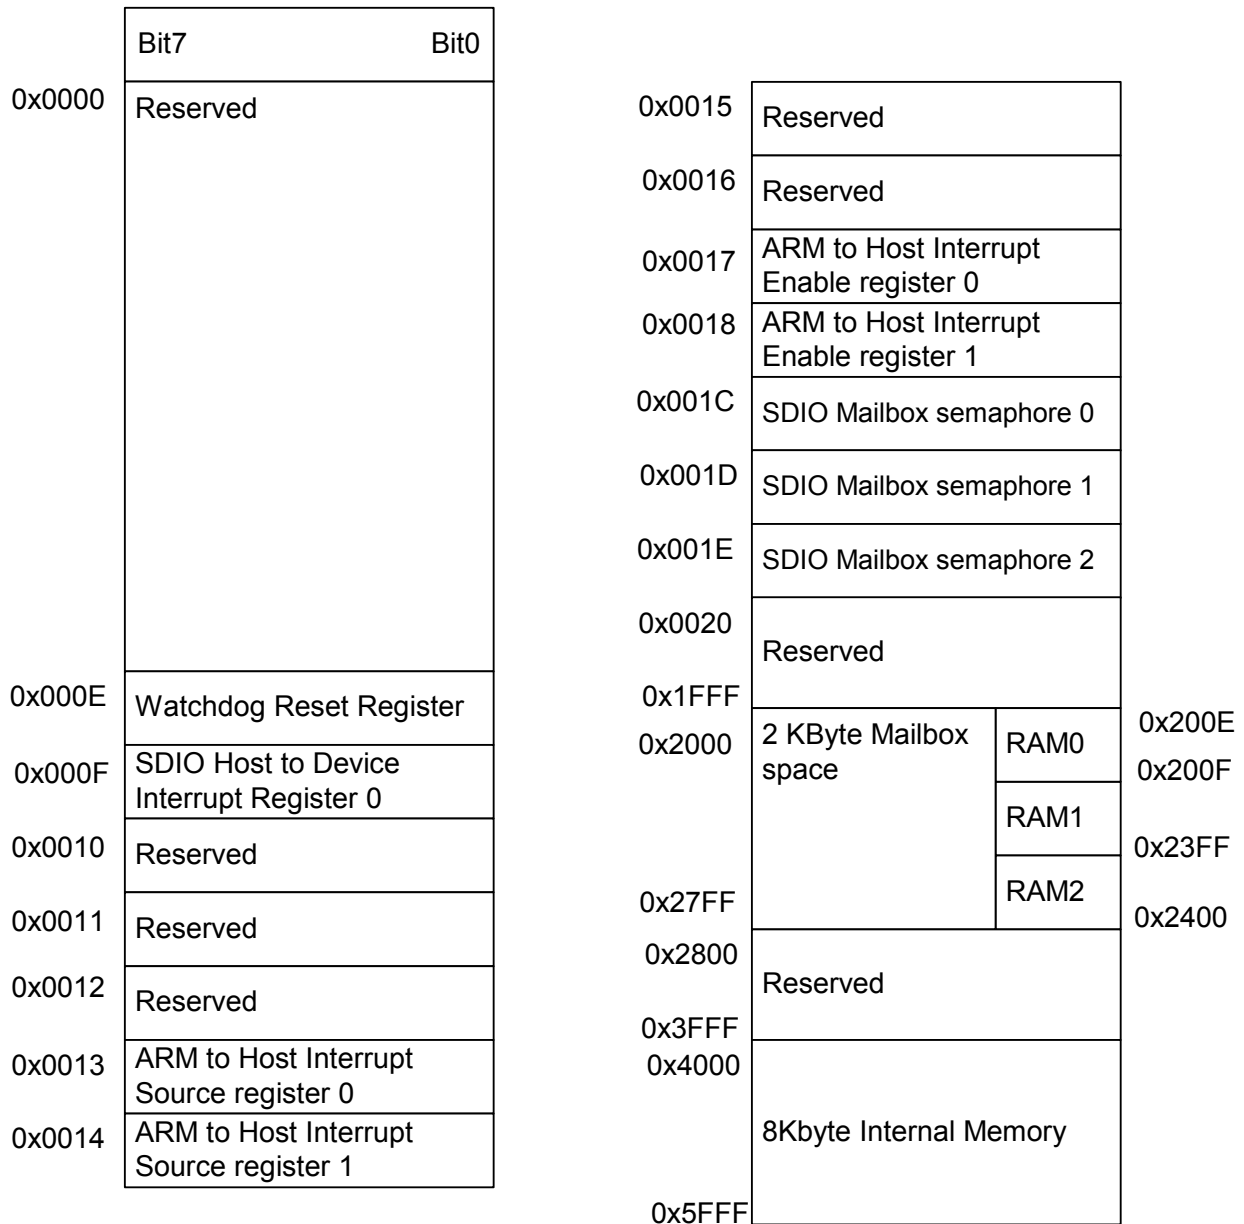 Bit7 Bit0
0x0000 Reserved
0x000E Watchdog Reset Register
0x000F SDIO Host to Device
Interrupt Register 0
0x0010 Reserved
0x0011 Reserved
0x0012 Reserved
0x0013 ARM to Host Interrupt
Source register 0
0x0014 ARM to Host Interrupt
Source register 1
0x0015 Reserved
0x0016 Reserved
0x0017 ARM to Host Interrupt
Enable register 0
0x0018 ARM to Host Interrupt
Enable register 1
0x001C SDIO Mailbox semaphore 0
0x001D SDIO Mailbox semaphore 1
0x001E SDIO Mailbox semaphore 2
0x0020
Reserved
0x1FFF
0x2000 2 KByte Mailbox RAM0 0x200E
space 0x200F
RAM1
0x23FF
0x27FF RAM2
0x2400
0x2800
Reserved
0x3FFF
0x4000
8Kbyte Internal Memory
0x5FFF